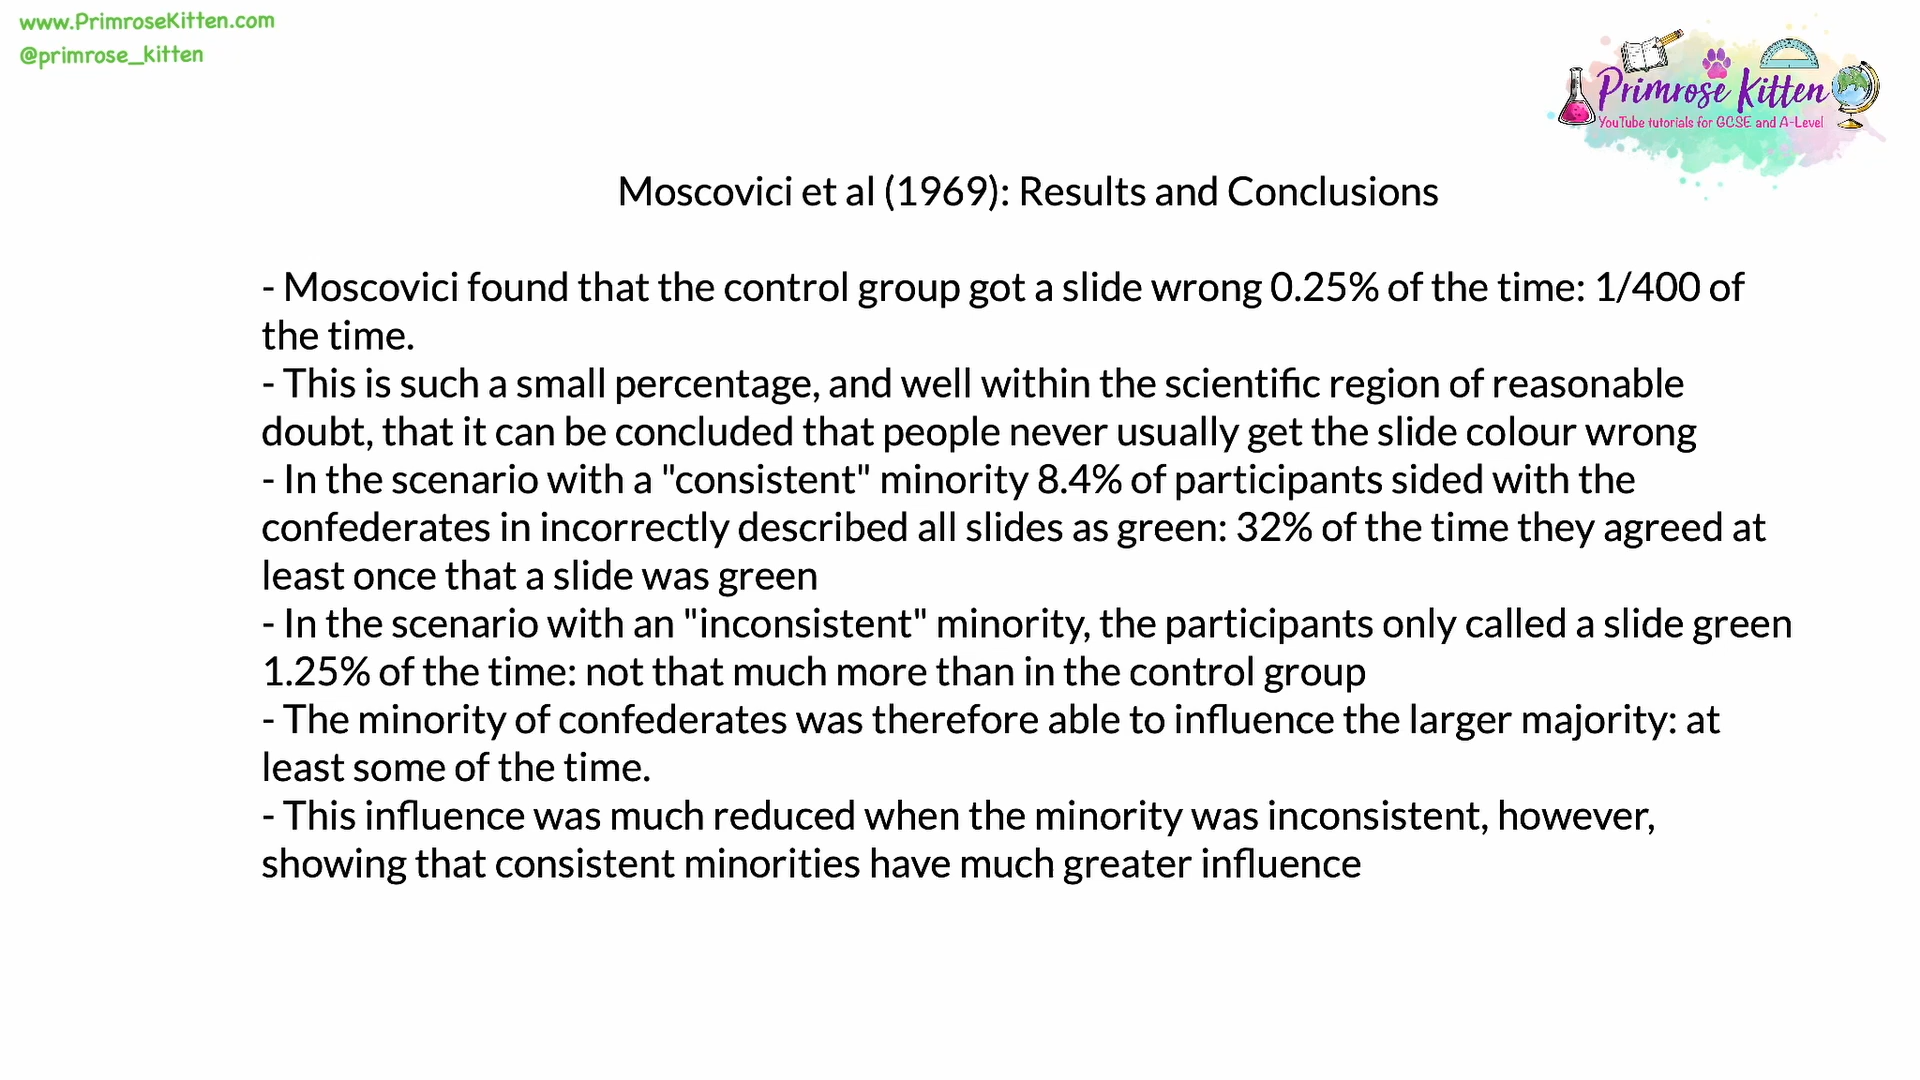 www.PrimroseKitten.com
@primrose_kitten
Primrose Kitten
YouTube tutorials for GCSE and A-Level
Moscovici et al (1969): Results and Conclusions
- Moscovici found that the control group got a slide wrong 0.25% of the time: 1/400 of
the time.
- This is such a small percentage, and well within the scientific region of reasonable
doubt, that it can be concluded that people never usually get the slide colour wrong
- In the scenario with a "consistent" minority 8.4% of participants sided with the
confederates in incorrectly described all slides as green: 32% of the time they agreed at
least once that a slide was green
- In the scenario with an "inconsistent" minority, the participants only called a slide green
1.25% of the time: not that much more than in the control group
- The minority of confederates was therefore able to influence the larger majority: at
least some of the time.
- This influence was much reduced when the minority was inconsistent, however,
showing that consistent minorities have much greater influence